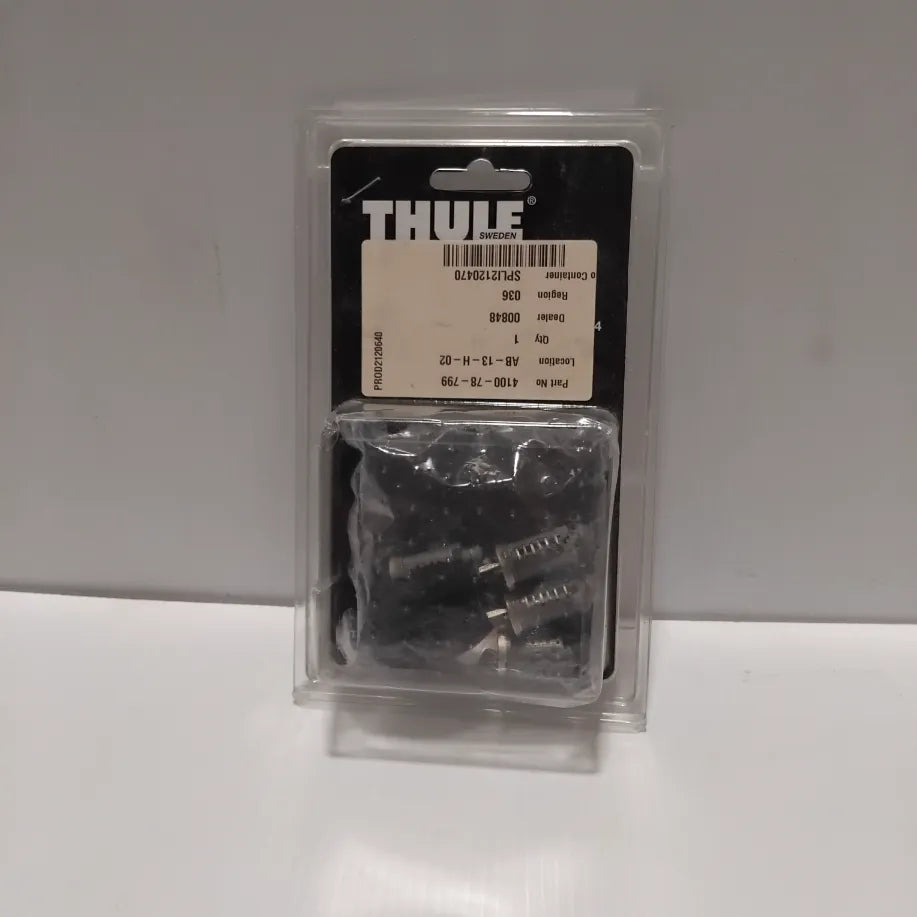 THULE®
SWEDEN
4
Part No 4100-78-799
Location AB-13-H-02
Qty 1
Dealer 00848
Region 036
o Container SPLI2120470
PROD2120640